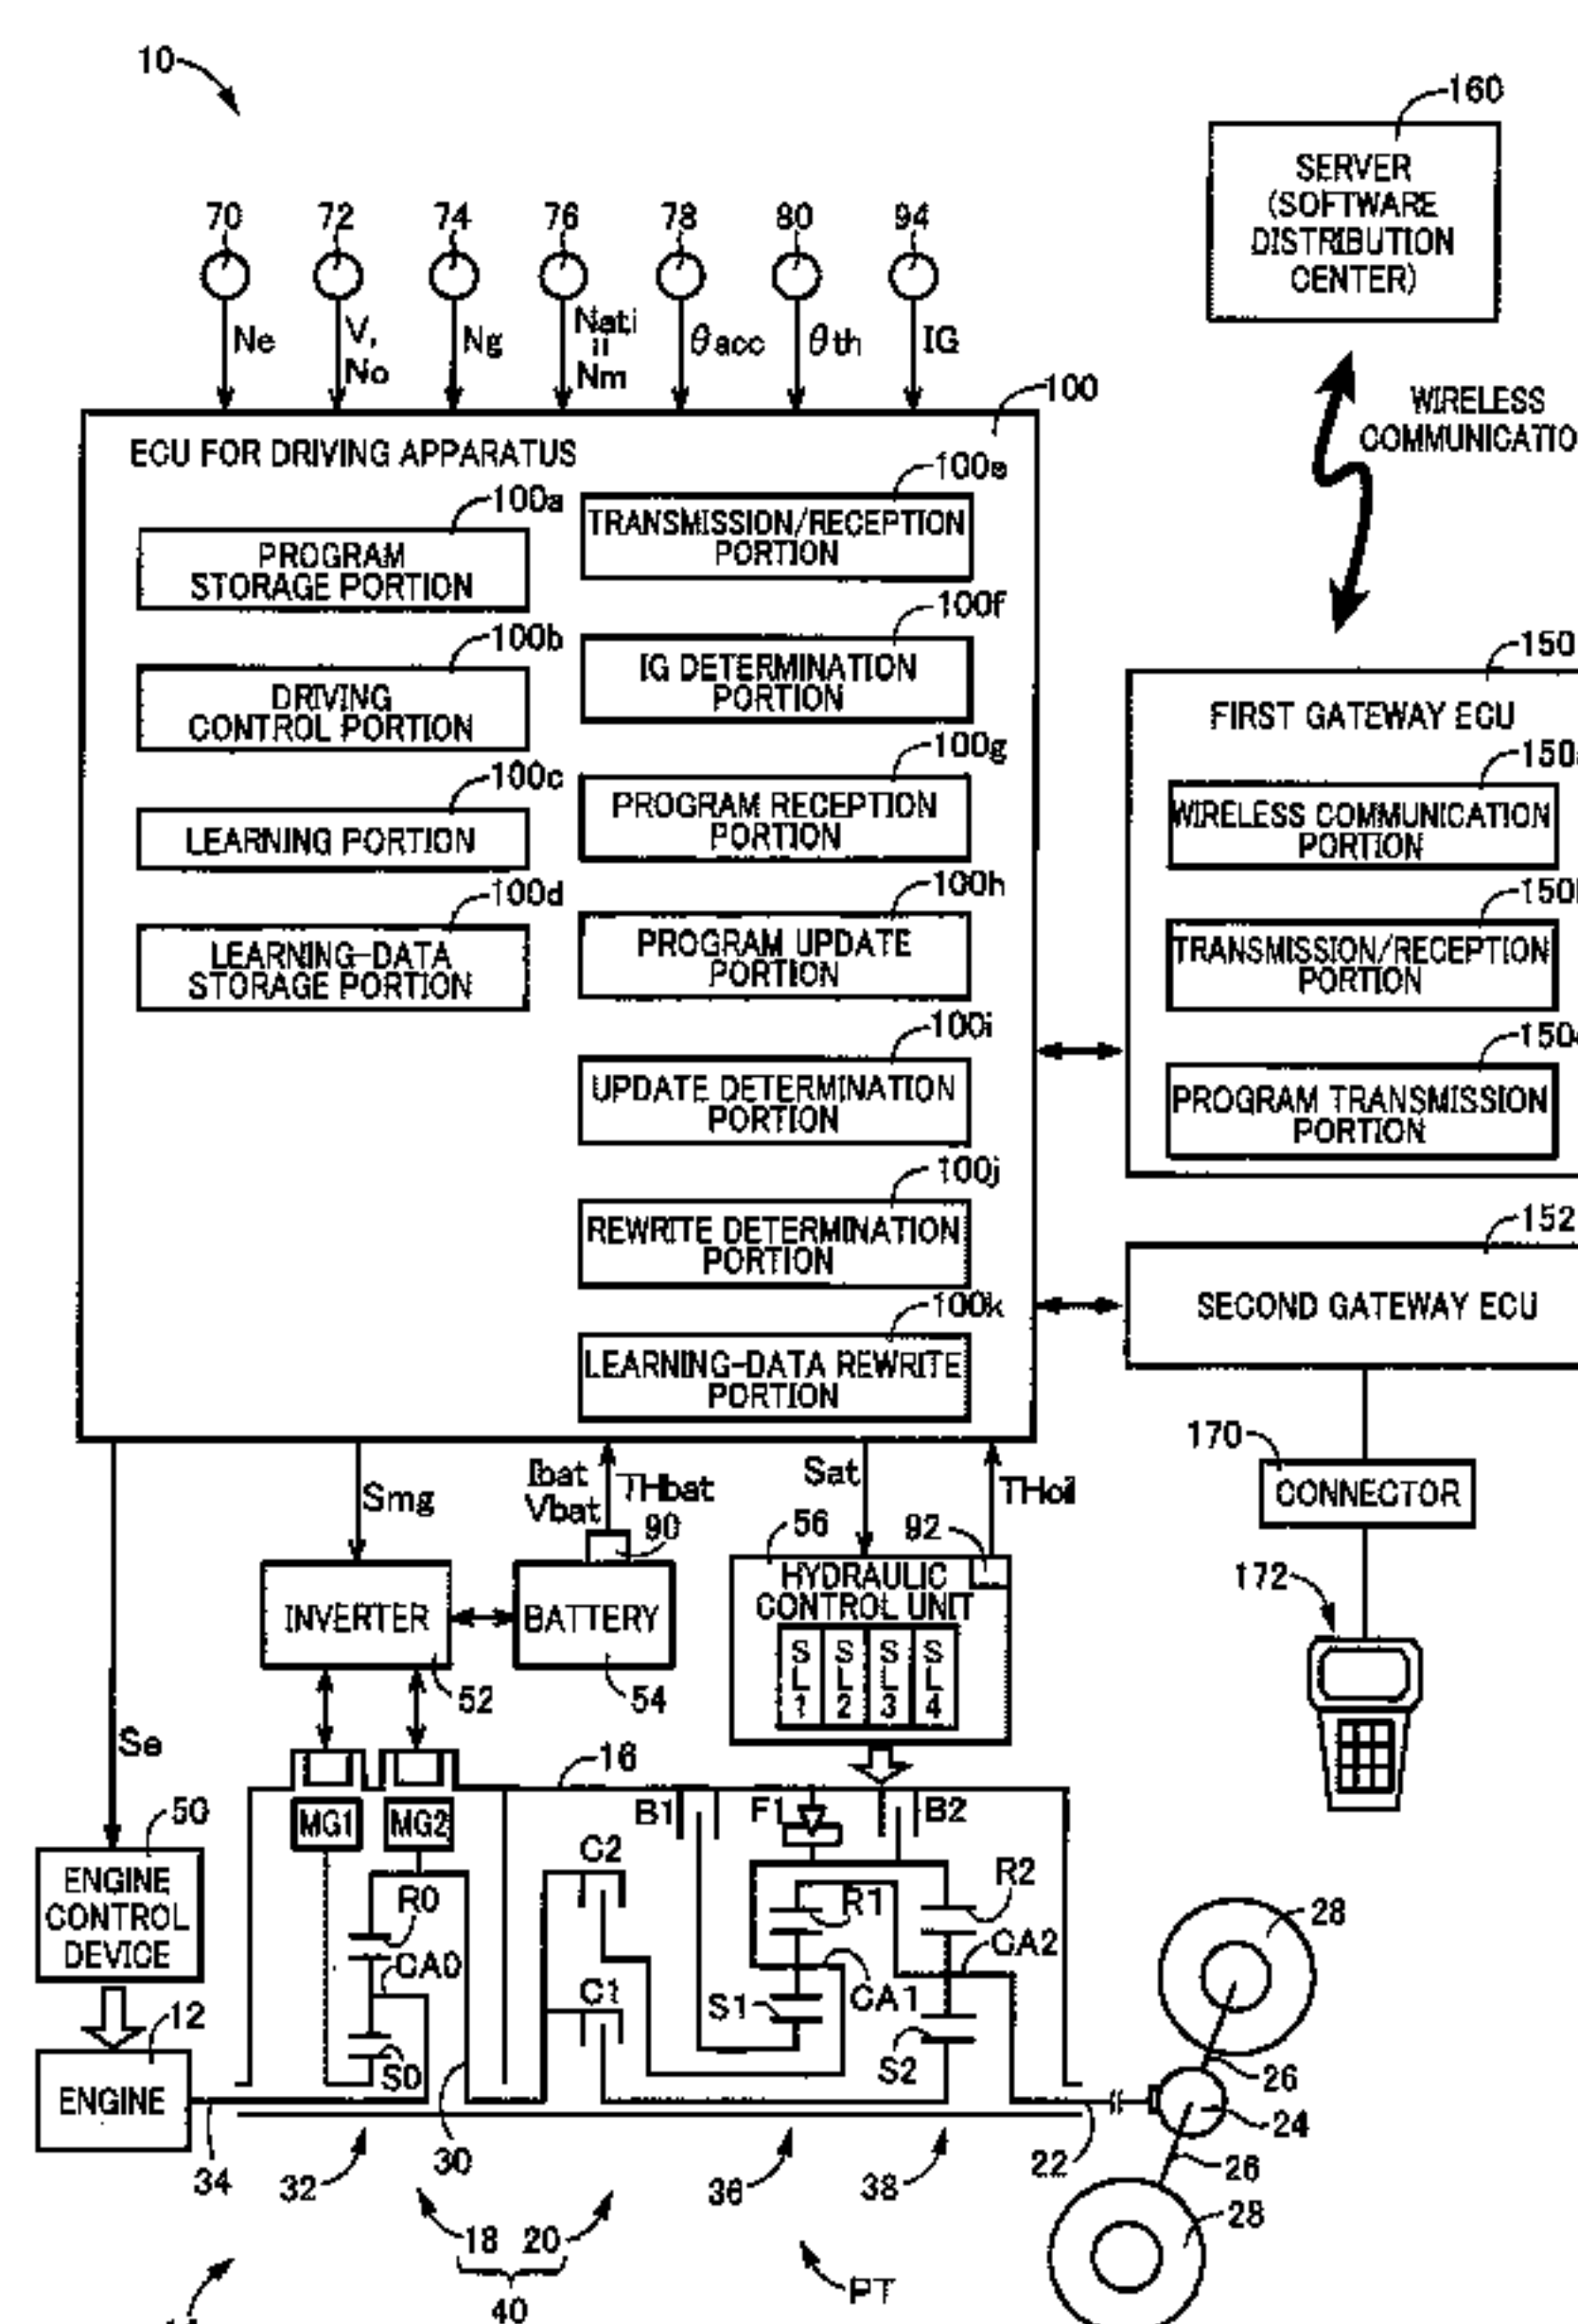 10
160
SERVER
(SOFTWARE
DISTRIBUTION
CENTER)
70 72 74 76 78 80 94
Ne
V,
No
Ng
Nati
=
Nm
θacc
θth
IG
WIRELESS
COMMUNICATIO
100
ECU FOR DRIVING APPARATUS
100a
PROGRAM
STORAGE PORTION
100b
DRIVING
CONTROL PORTION
100c
LEARNING PORTION
100d
LEARNING-DATA
STORAGE PORTION
100e
TRANSMISSION/RECEPTION
PORTION
100f
IG DETERMINATION
PORTION
100g
PROGRAM RECEPTION
PORTION
100h
PROGRAM UPDATE
PORTION
100i
UPDATE DETERMINATION
PORTION
100j
REWRITE DETERMINATION
PORTION
100k
LEARNING-DATA REWRITE
PORTION
150
FIRST GATEWAY ECU
150
WIRELESS COMMUNICATION
PORTION
150
TRANSMISSION/RECEPTION
PORTION
150
PROGRAM TRANSMISSION
PORTION
152
SECOND GATEWAY ECU
170
CONNECTOR
172
Smg
Ibat
Vbat
THbat
90
Sat
THoil
56
92
HYDRAULIC
CONTROL UNIT
SL1 SL2 SL3 SL4
INVERTER
52
BATTERY
54
Se
50
ENGINE
CONTROL
DEVICE
12
ENGINE
16
MG1 MG2
B1 F1 B2
C2
R0
CA0
S0
C1
R1
R2
CA2
CA1
S1
S2
28
26
24
26
28
34 32 30 36 38 22
18 20
40
PT